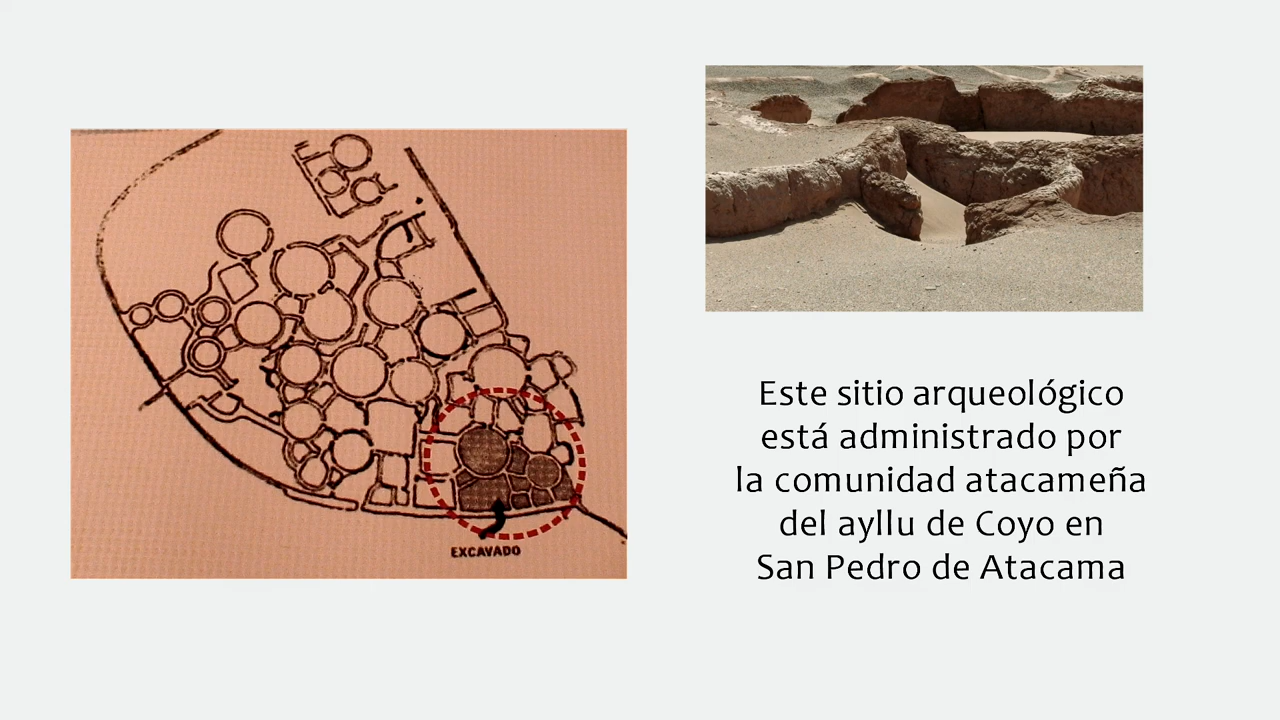 EXCAVADO
Este sitio arqueológico
está administrado por
la comunidad atacameña
del ayllu de Coyo en
San Pedro de Atacama